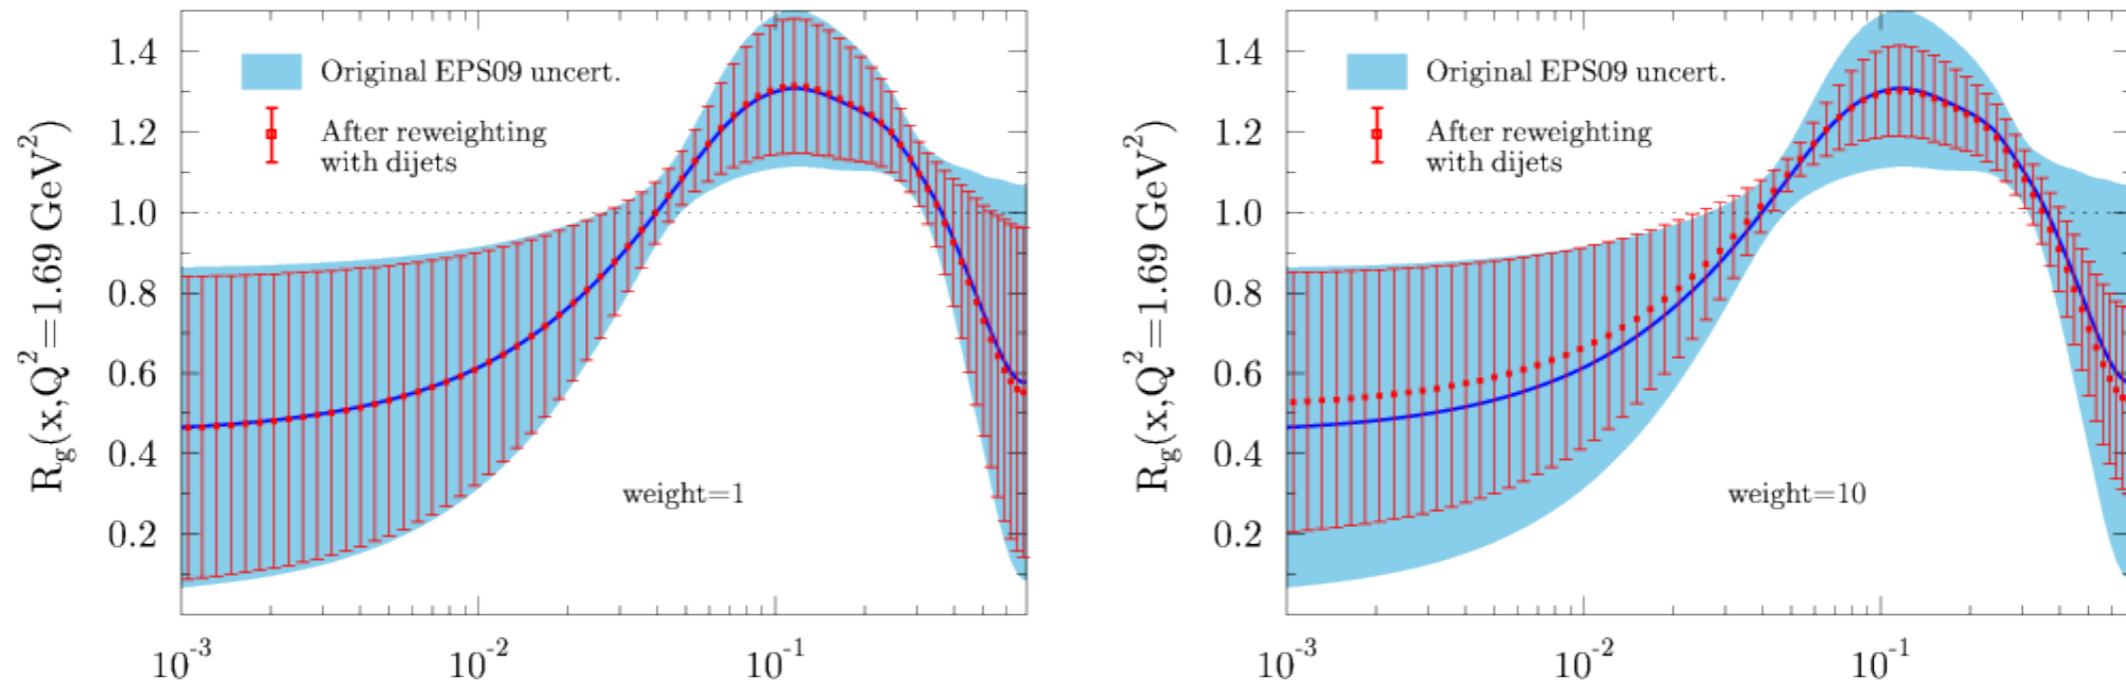 1.4
1.2
1.0
0.8
0.6
0.4
0.2
R_g(x,Q²=1.69 GeV²)
Original EPS09 uncert.
After reweighting
with dijets
weight=1
10⁻³ 10⁻² 10⁻¹
1.4
1.2
1.0
0.8
0.6
0.4
0.2
R_g(x,Q²=1.69 GeV²)
Original EPS09 uncert.
After reweighting
with dijets
weight=10
10⁻³ 10⁻² 10⁻¹